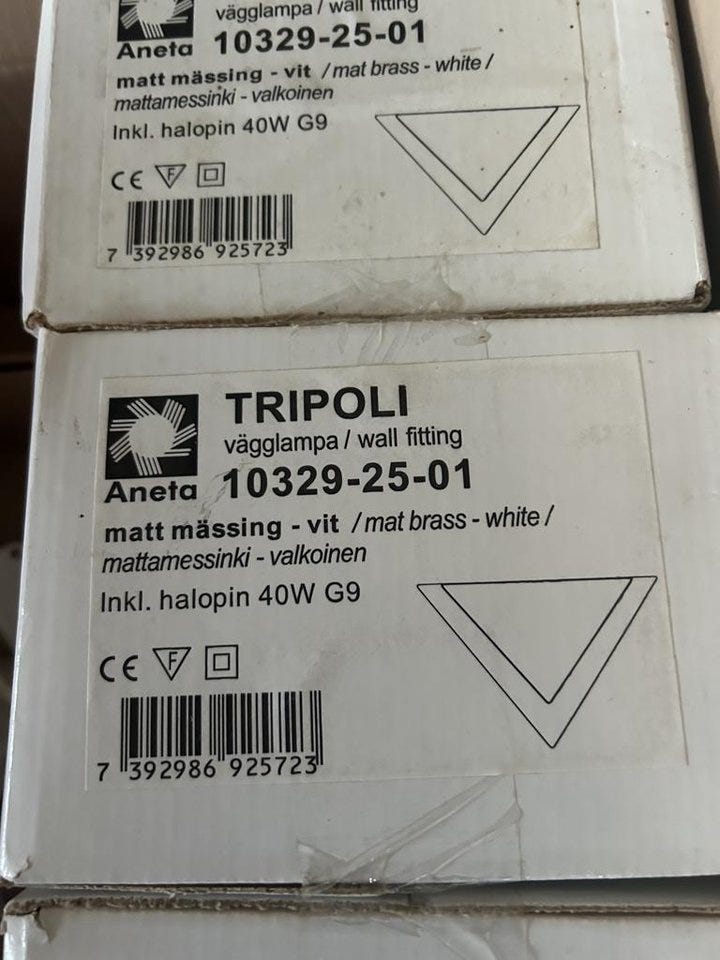 vägglampa / wall fitting
Aneta 10329-25-01
matt mässing - vit / mat brass - white /
mattamessinki - valkoinen
Inkl. halopin 40W G9
CE F
7 392986 925723
TRIPOLI
vägglampa / wall fitting
Aneta 10329-25-01
matt mässing - vit / mat brass - white /
mattamessinki - valkoinen
Inkl. halopin 40W G9
CE F
7 392986 925723